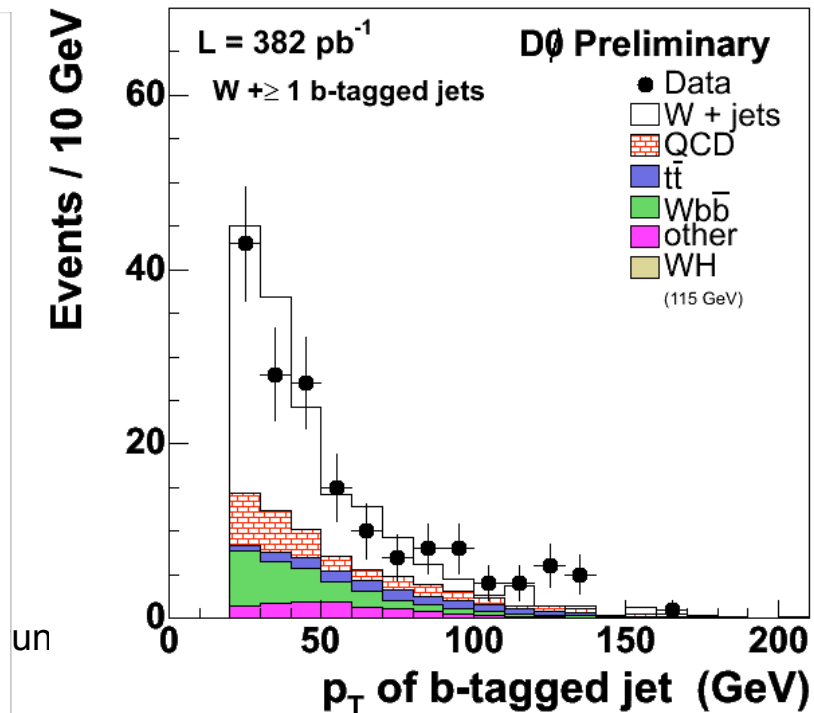 L = 382 pb⁻¹
DØ Preliminary
W +≥ 1 b-tagged jets
Data
W + jets
QCD
tt̄
Wbb̄
other
WH
(115 GeV)
Events / 10 GeV
60
40
20
0
0 50 100 150 200
p_T of b-tagged jet (GeV)
un